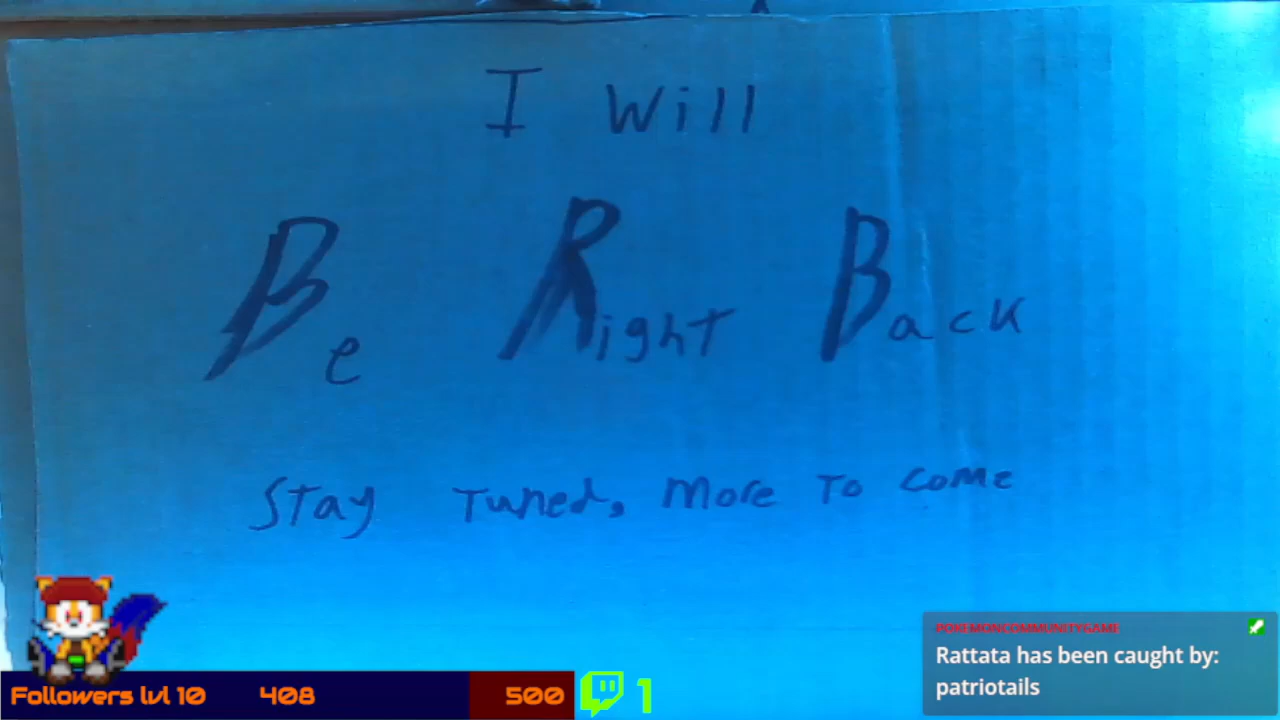 I Will
Be Right Back
Stay Tuned, More To Come
Followers lvl 10 408 500 1
POKEMONCOMMUNITYGAME
Rattata has been caught by:
patriotails